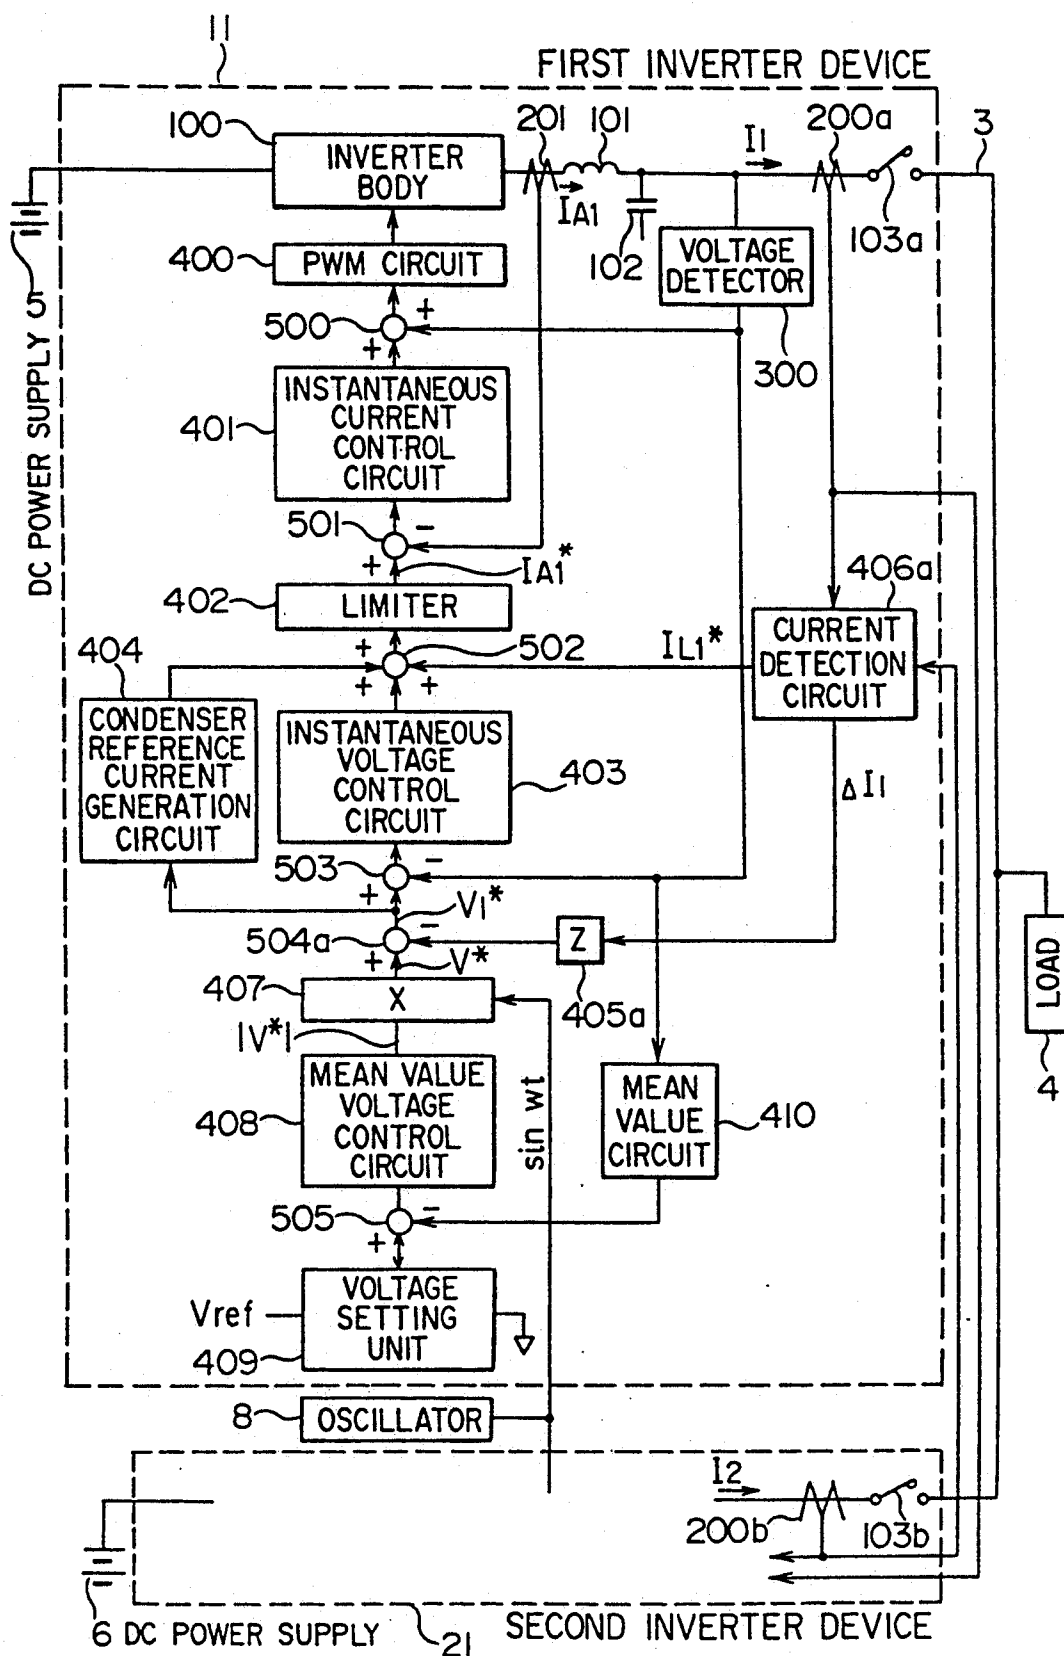 11
FIRST INVERTER DEVICE
100
INVERTER
BODY
201
101
I1
200a
3
IA1
102
103a
400
PWM CIRCUIT
VOLTAGE
DETECTOR
300
5
DC POWER SUPPLY
500
+
+
401
INSTANTANEOUS
CURRENT
CONTROL
CIRCUIT
501
-
+
IA1*
402
LIMITER
406a
CURRENT
DETECTION
CIRCUIT
404
+
502
IL1*
+
+
CONDENSER
REFERENCE
CURRENT
GENERATION
CIRCUIT
INSTANTANEOUS
VOLTAGE
CONTROL
CIRCUIT
403
Δ I1
503
-
+
V1*
504a
-
+
V*
Z
405a
LOAD
4
407
X
|V*|
408
MEAN VALUE
VOLTAGE
CONTROL
CIRCUIT
sin wt
MEAN
VALUE
CIRCUIT
410
505
-
+
Vref
VOLTAGE
SETTING
UNIT
409
8
OSCILLATOR
I2
200b
103b
6 DC POWER SUPPLY
21
SECOND INVERTER DEVICE